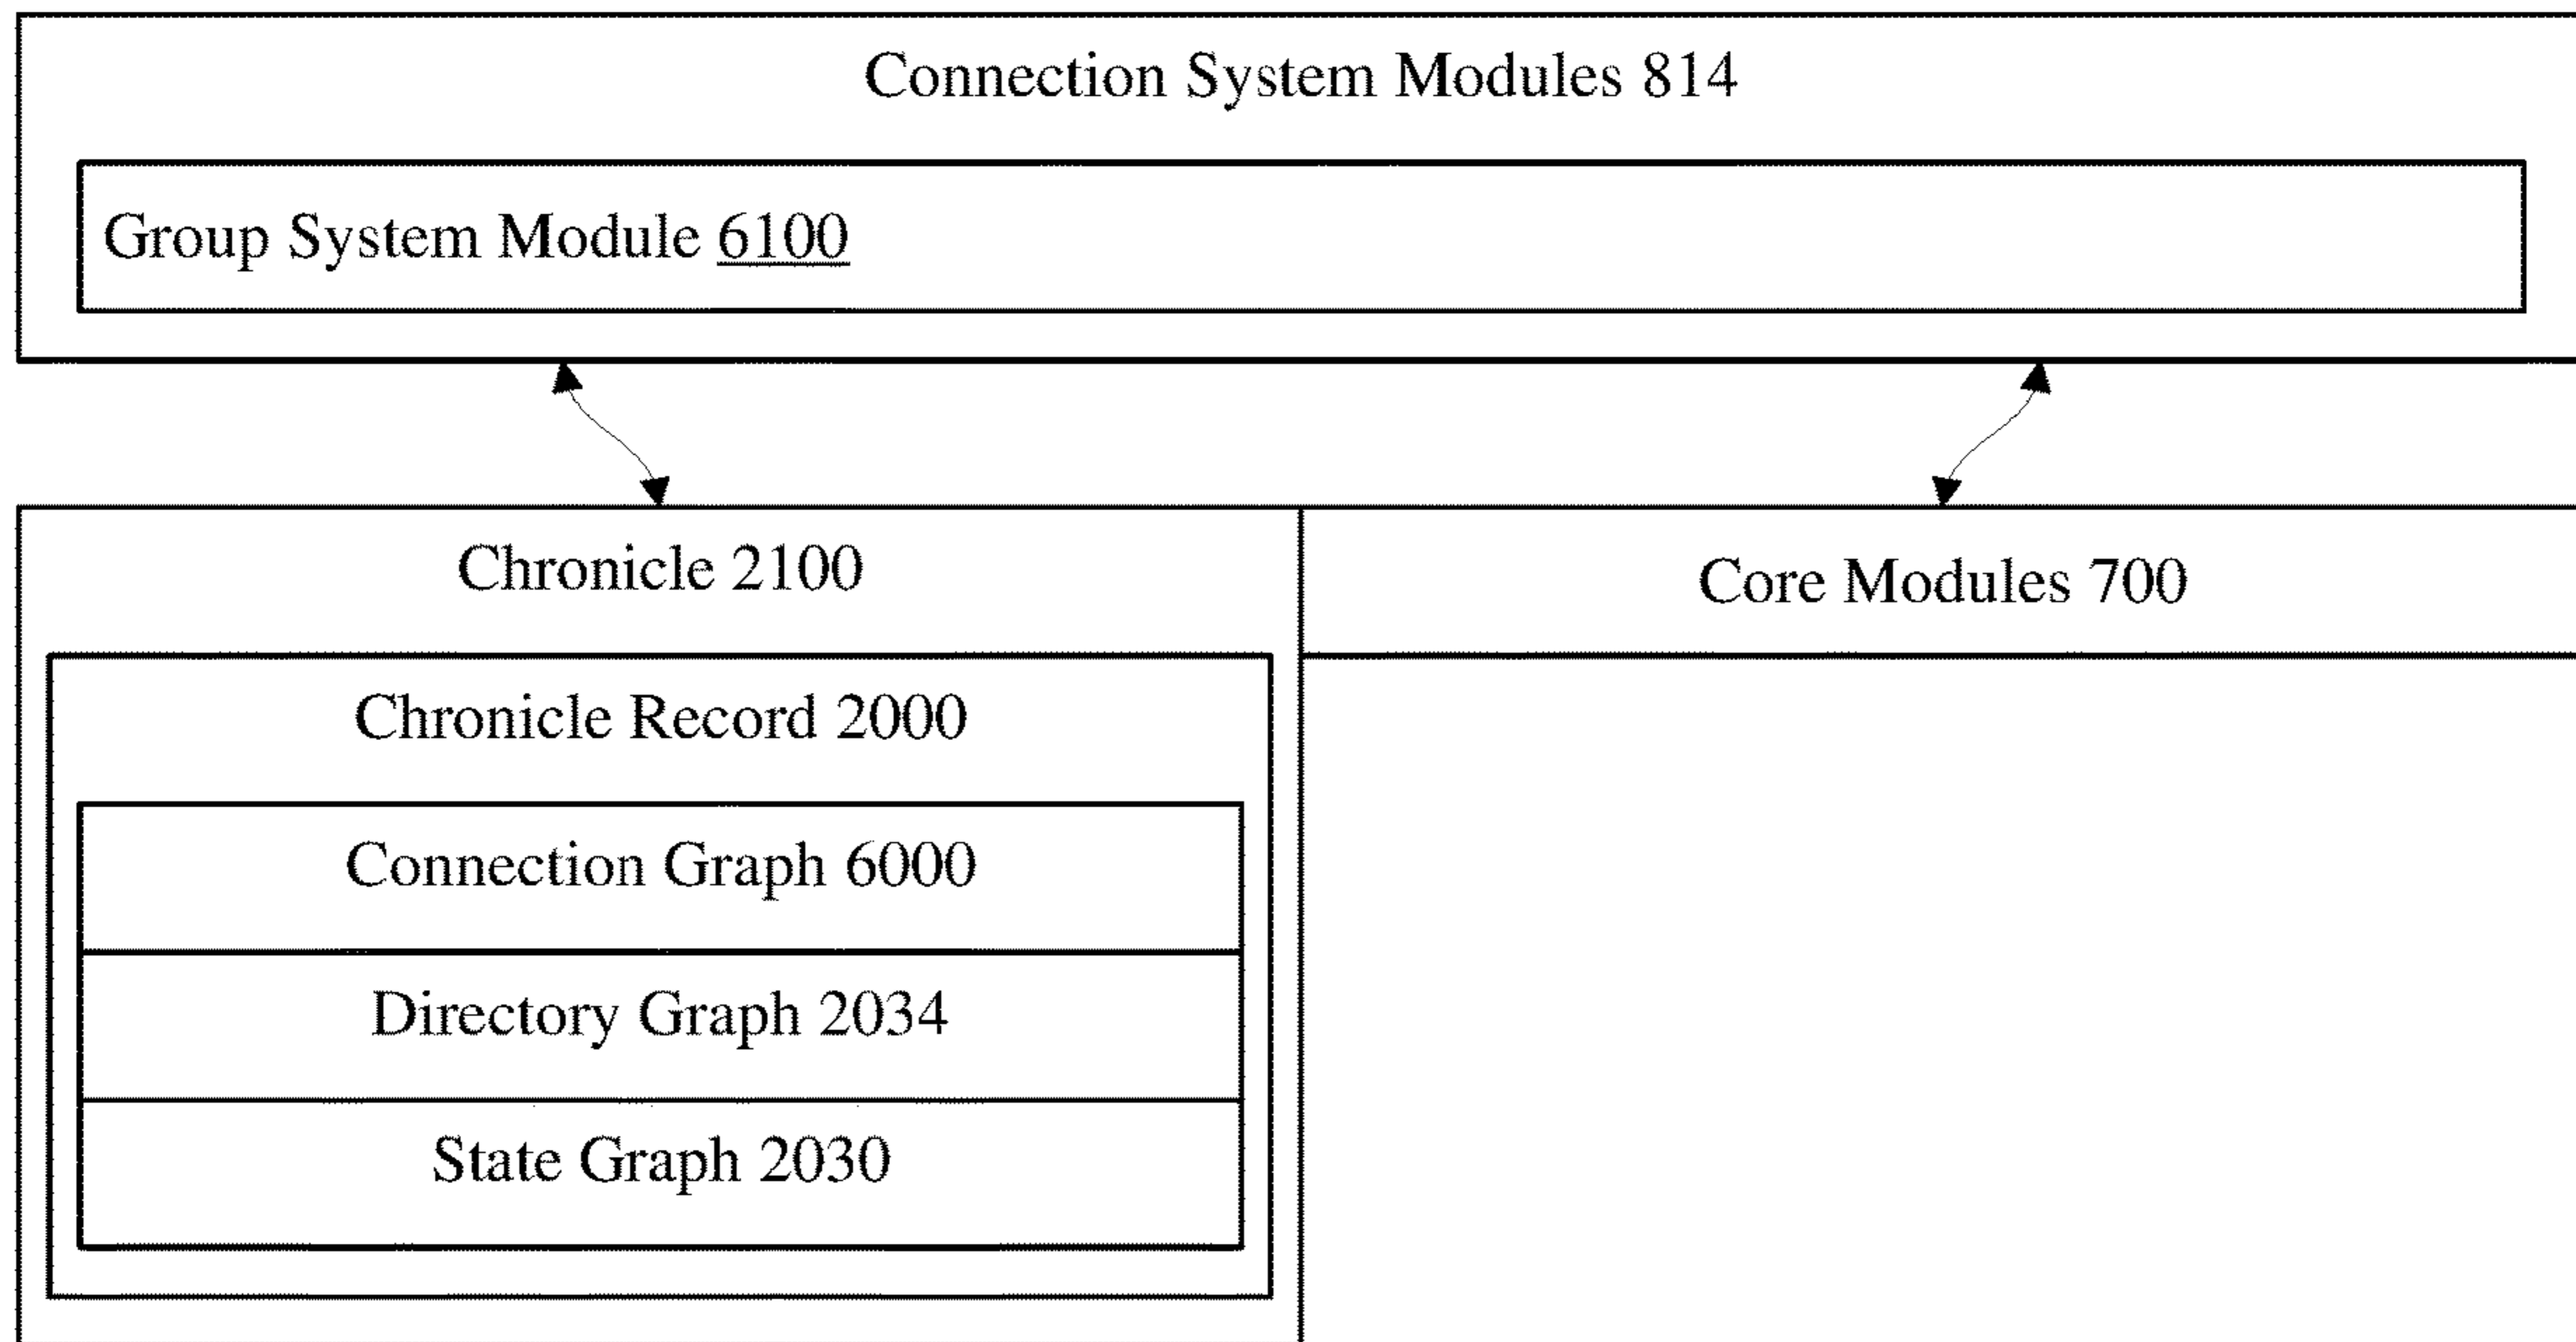 Connection System Modules 814
Group System Module 6100
Chronicle 2100
Core Modules 700
Chronicle Record 2000
Connection Graph 6000
Directory Graph 2034
State Graph 2030